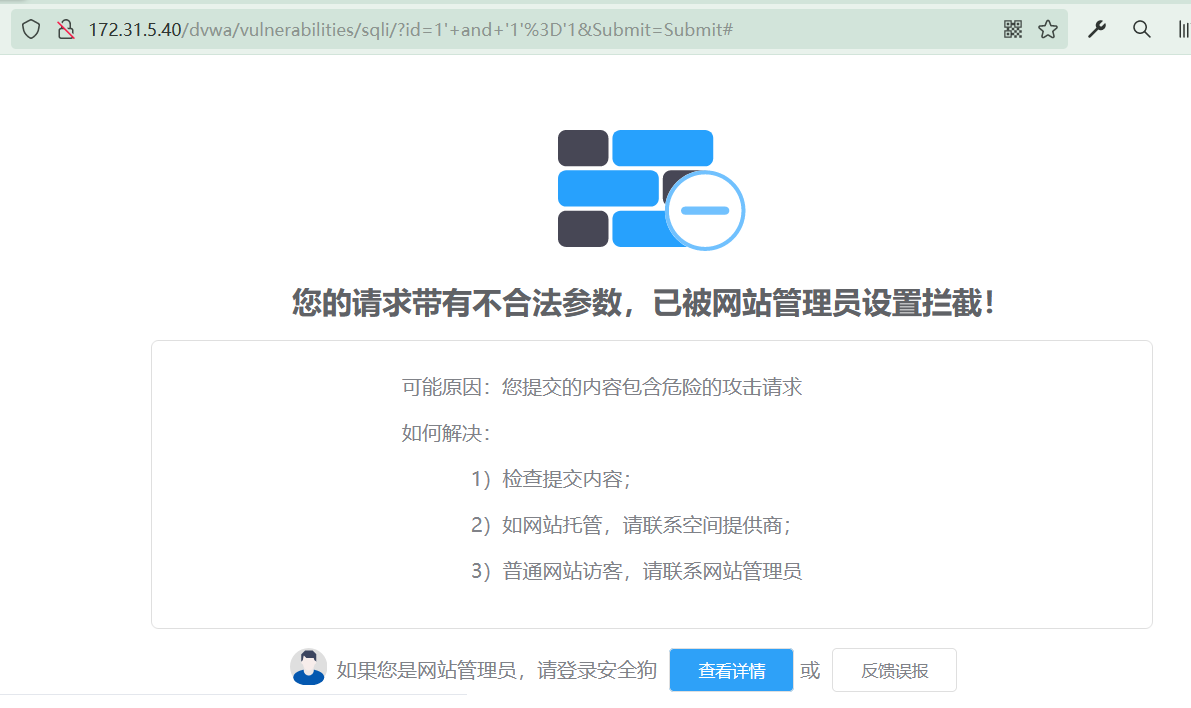 172.31.5.40/dvwa/vulnerabilities/sqli/?id=1'+and+'1'%3D'1&Submit=Submit#
您的请求带有不合法参数，已被网站管理员设置拦截！
可能原因：您提交的内容包含危险的攻击请求
如何解决：
1）检查提交内容；
2）如网站托管，请联系空间提供商；
3）普通网站访客，请联系网站管理员
如果您是网站管理员，请登录安全狗 查看详情 或 反馈误报